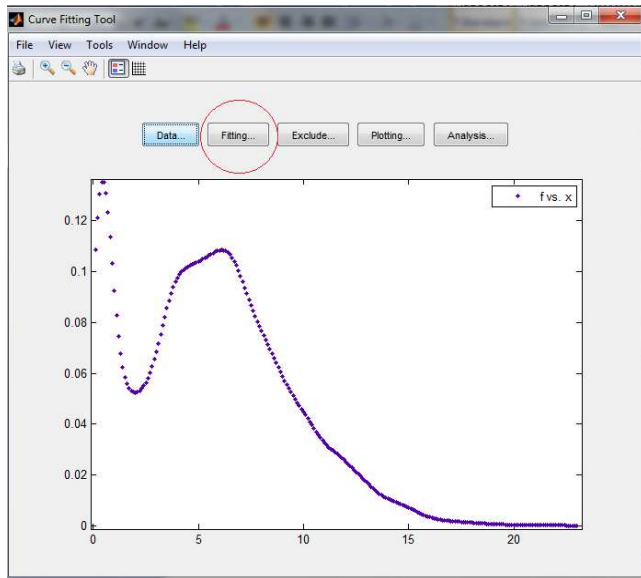 Curve Fitting Tool
File View Tools Window Help
Data... Fitting... Exclude... Plotting... Analysis...
f vs. x
0.12
0.1
0.08
0.06
0.04
0.02
0
0 5 10 15 20